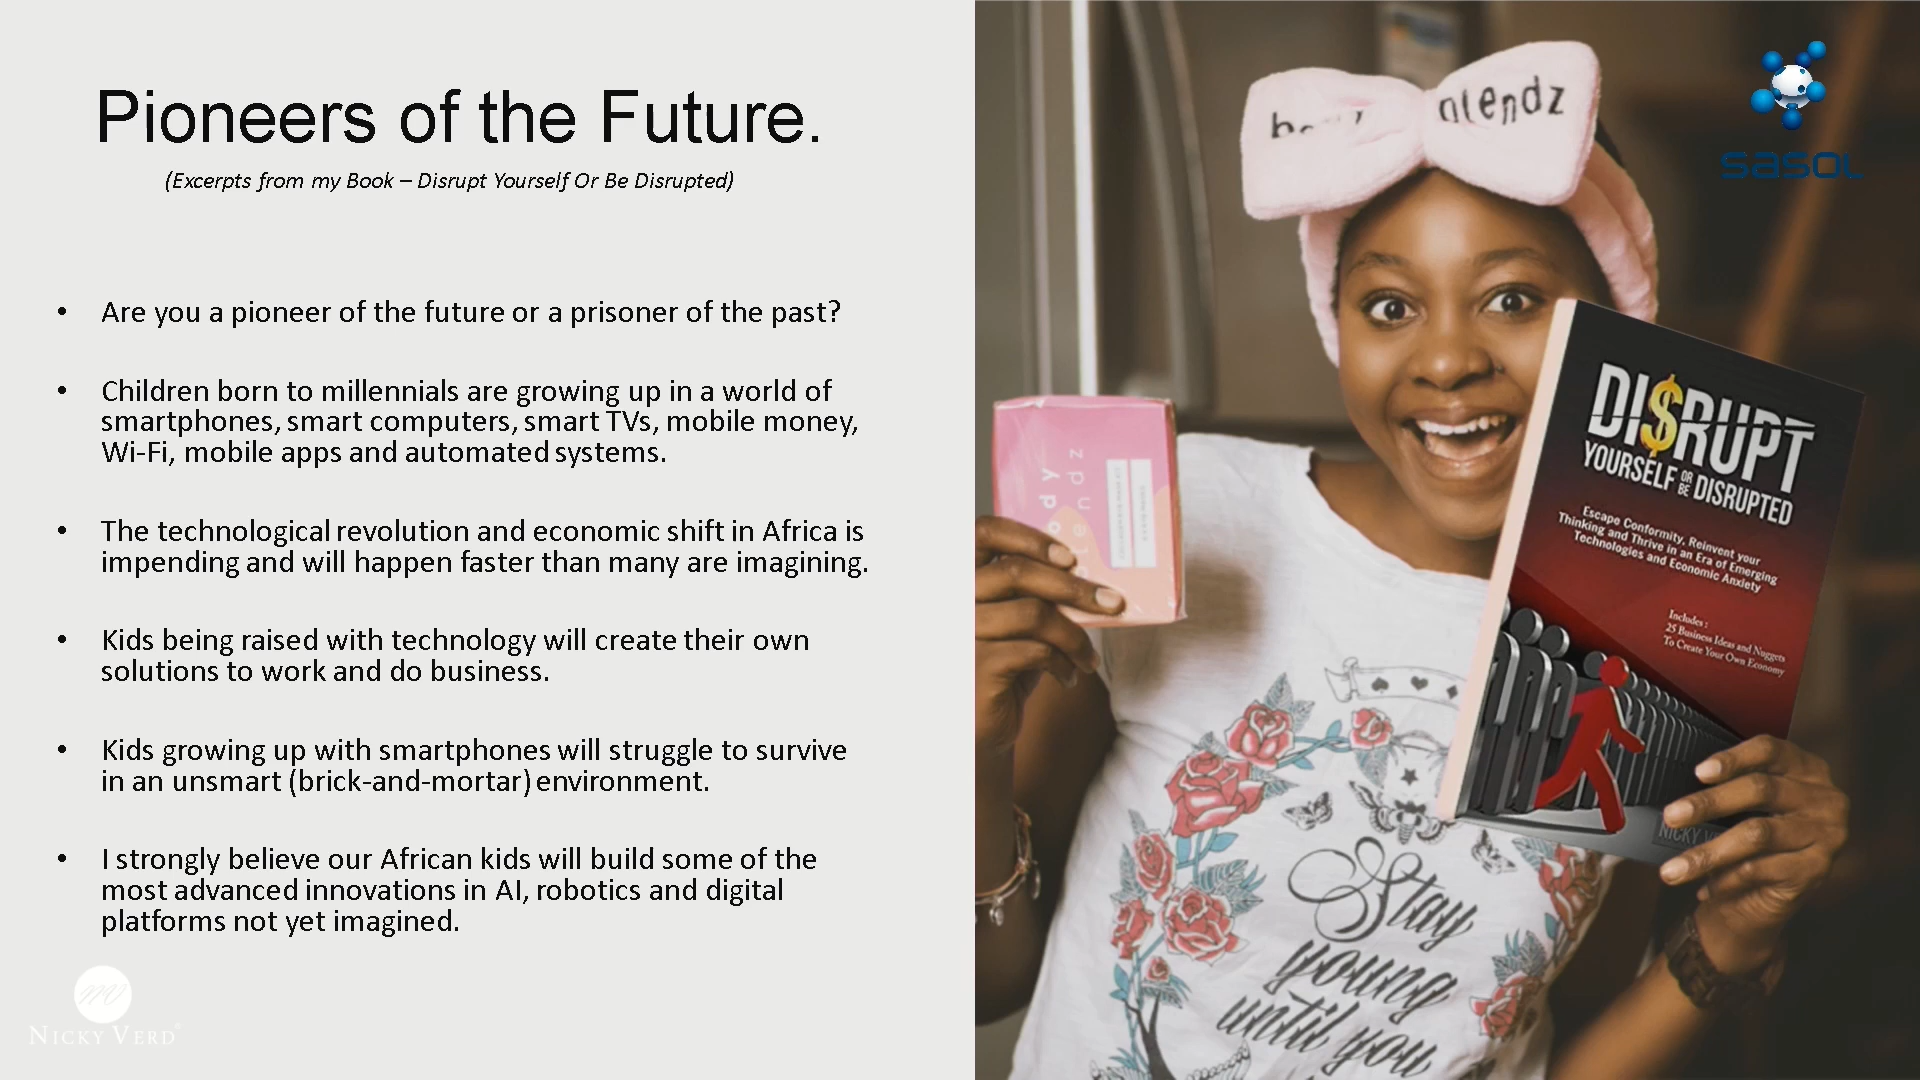 Pioneers of the Future.
(Excerpts from my Book – Disrupt Yourself Or Be Disrupted)
• Are you a pioneer of the future or a prisoner of the past?
• Children born to millennials are growing up in a world of
smartphones, smart computers, smart TVs, mobile money,
Wi-Fi, mobile apps and automated systems.
• The technological revolution and economic shift in Africa is
impending and will happen faster than many are imagining.
• Kids being raised with technology will create their own
solutions to work and do business.
• Kids growing up with smartphones will struggle to survive
in an unsmart (brick-and-mortar) environment.
• I strongly believe our African kids will build some of the
most advanced innovations in AI, robotics and digital
platforms not yet imagined.
NICKY VERD
sasol
DI$RUPT
YOURSELF OR BE DISRUPTED
Escape Conformity, Reinvent your
Thinking and Thrive in an Era of Emerging
Technologies and Economic Anxiety
Includes :
25 Business Ideas and Nuggets
To Create Your Own Economy
NICKY
Stay
young
until you